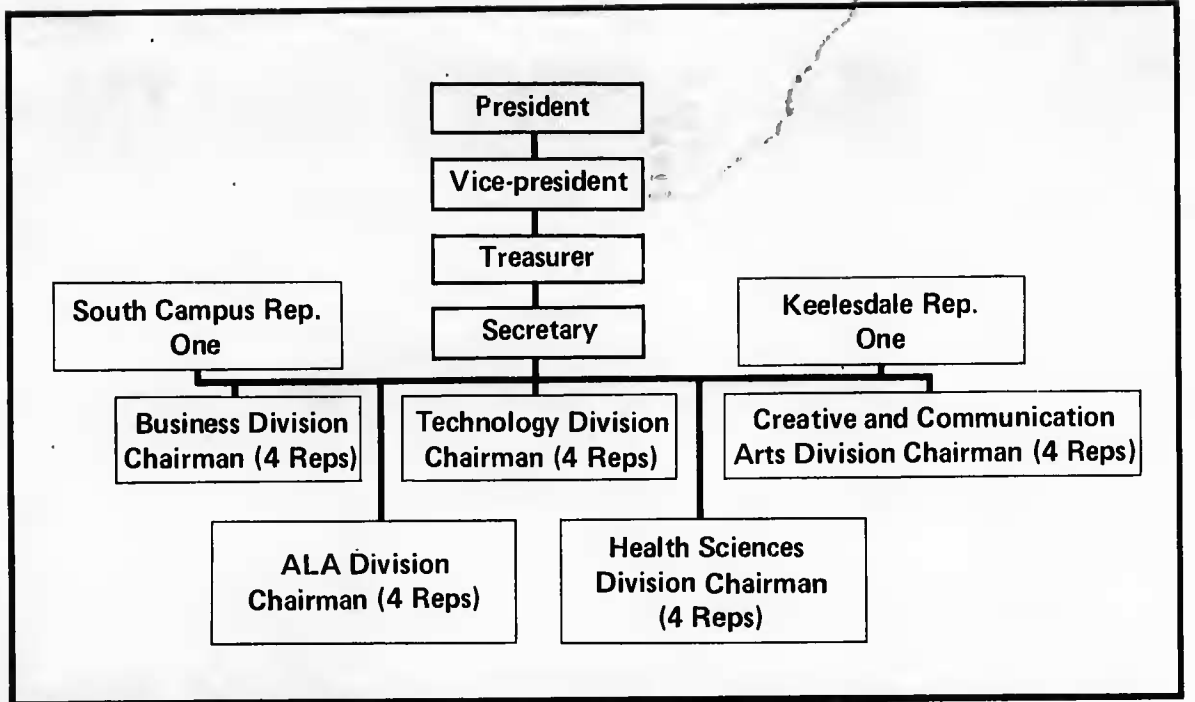 President
Vice-president
Treasurer
Secretary
South Campus Rep.
One
Keelesdale Rep.
One
Business Division
Chairman (4 Reps)
Technology Division
Chairman (4 Reps)
Creative and Communication
Arts Division Chairman (4 Reps)
ALA Division
Chairman (4 Reps)
Health Sciences
Division Chairman
(4 Reps)